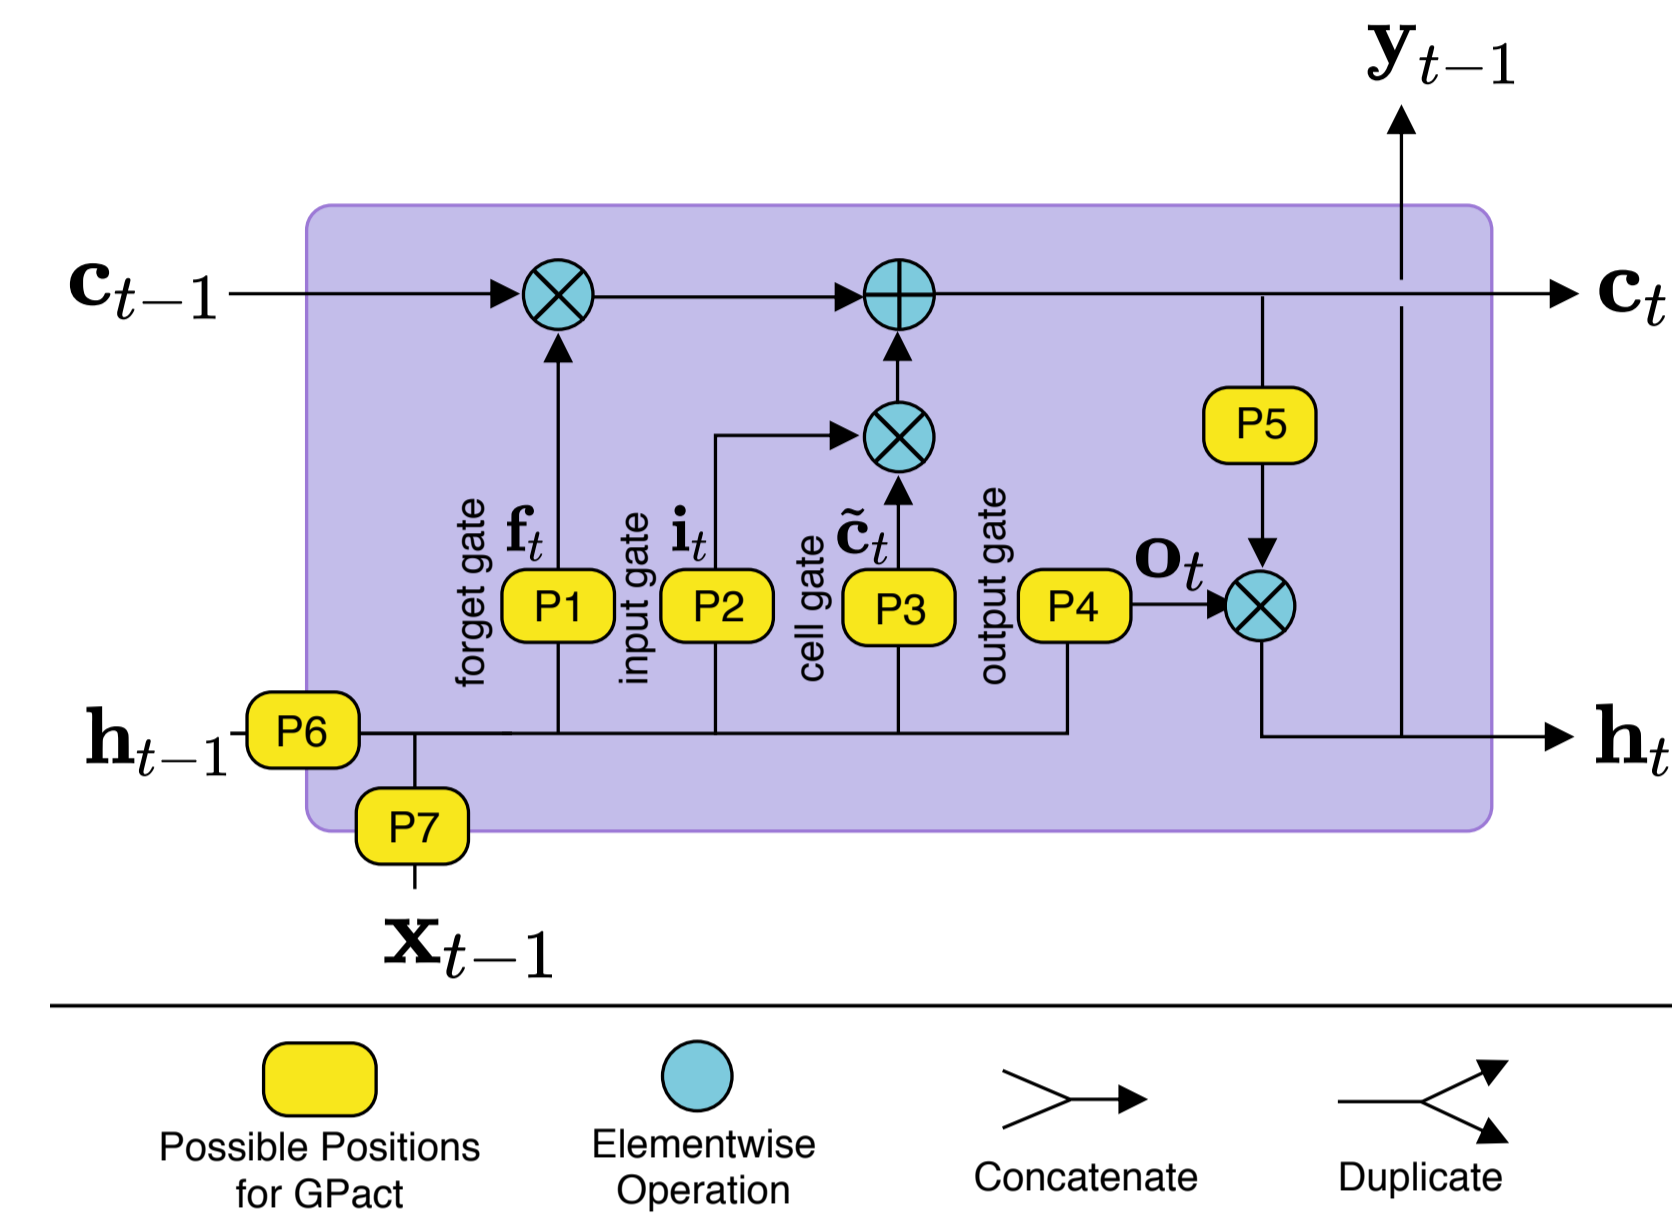 y_{t−1}
c_{t−1}
c_t
P5
forget gate
f_t
input gate
i_t
cell gate
c̃_t
output gate
o_t
P1
P2
P3
P4
h_{t−1}
P6
h_t
P7
x_{t−1}
Possible Positions
for GPact
Elementwise
Operation
Concatenate
Duplicate